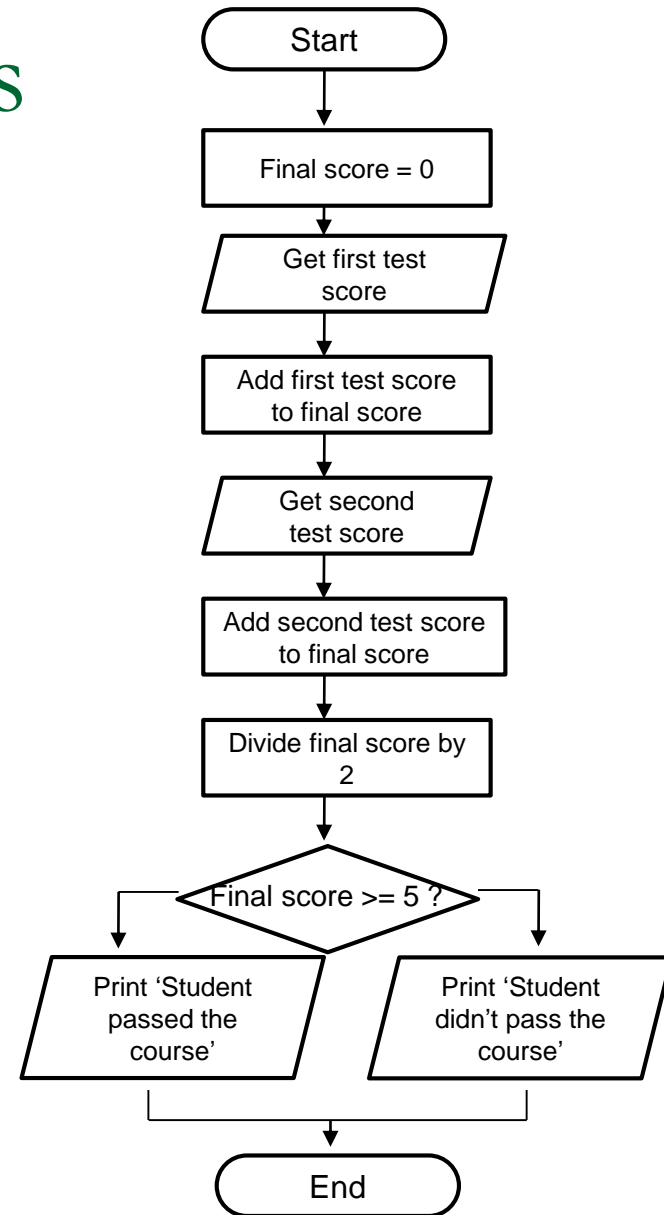 s
Start
Final score = 0
Get first test
score
Add first test score
to final score
Get second
test score
Add second test score
to final score
Divide final score by
2
Final score >= 5 ?
Print ‘Student
passed the
course’
Print ‘Student
didn’t pass the
course’
End